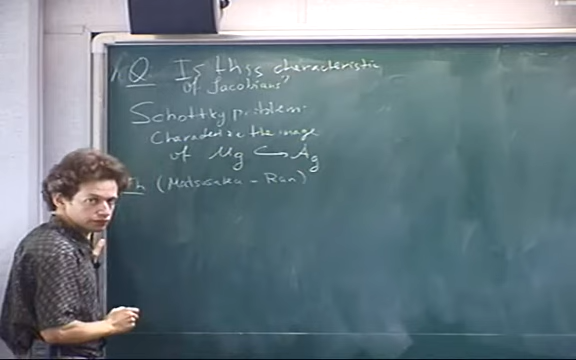 Q Is this characteristic
of Jacobians?
Schottky problem.
Characterize the image
of Mg ↪ Ag
Th (Matsusaka - Ran)